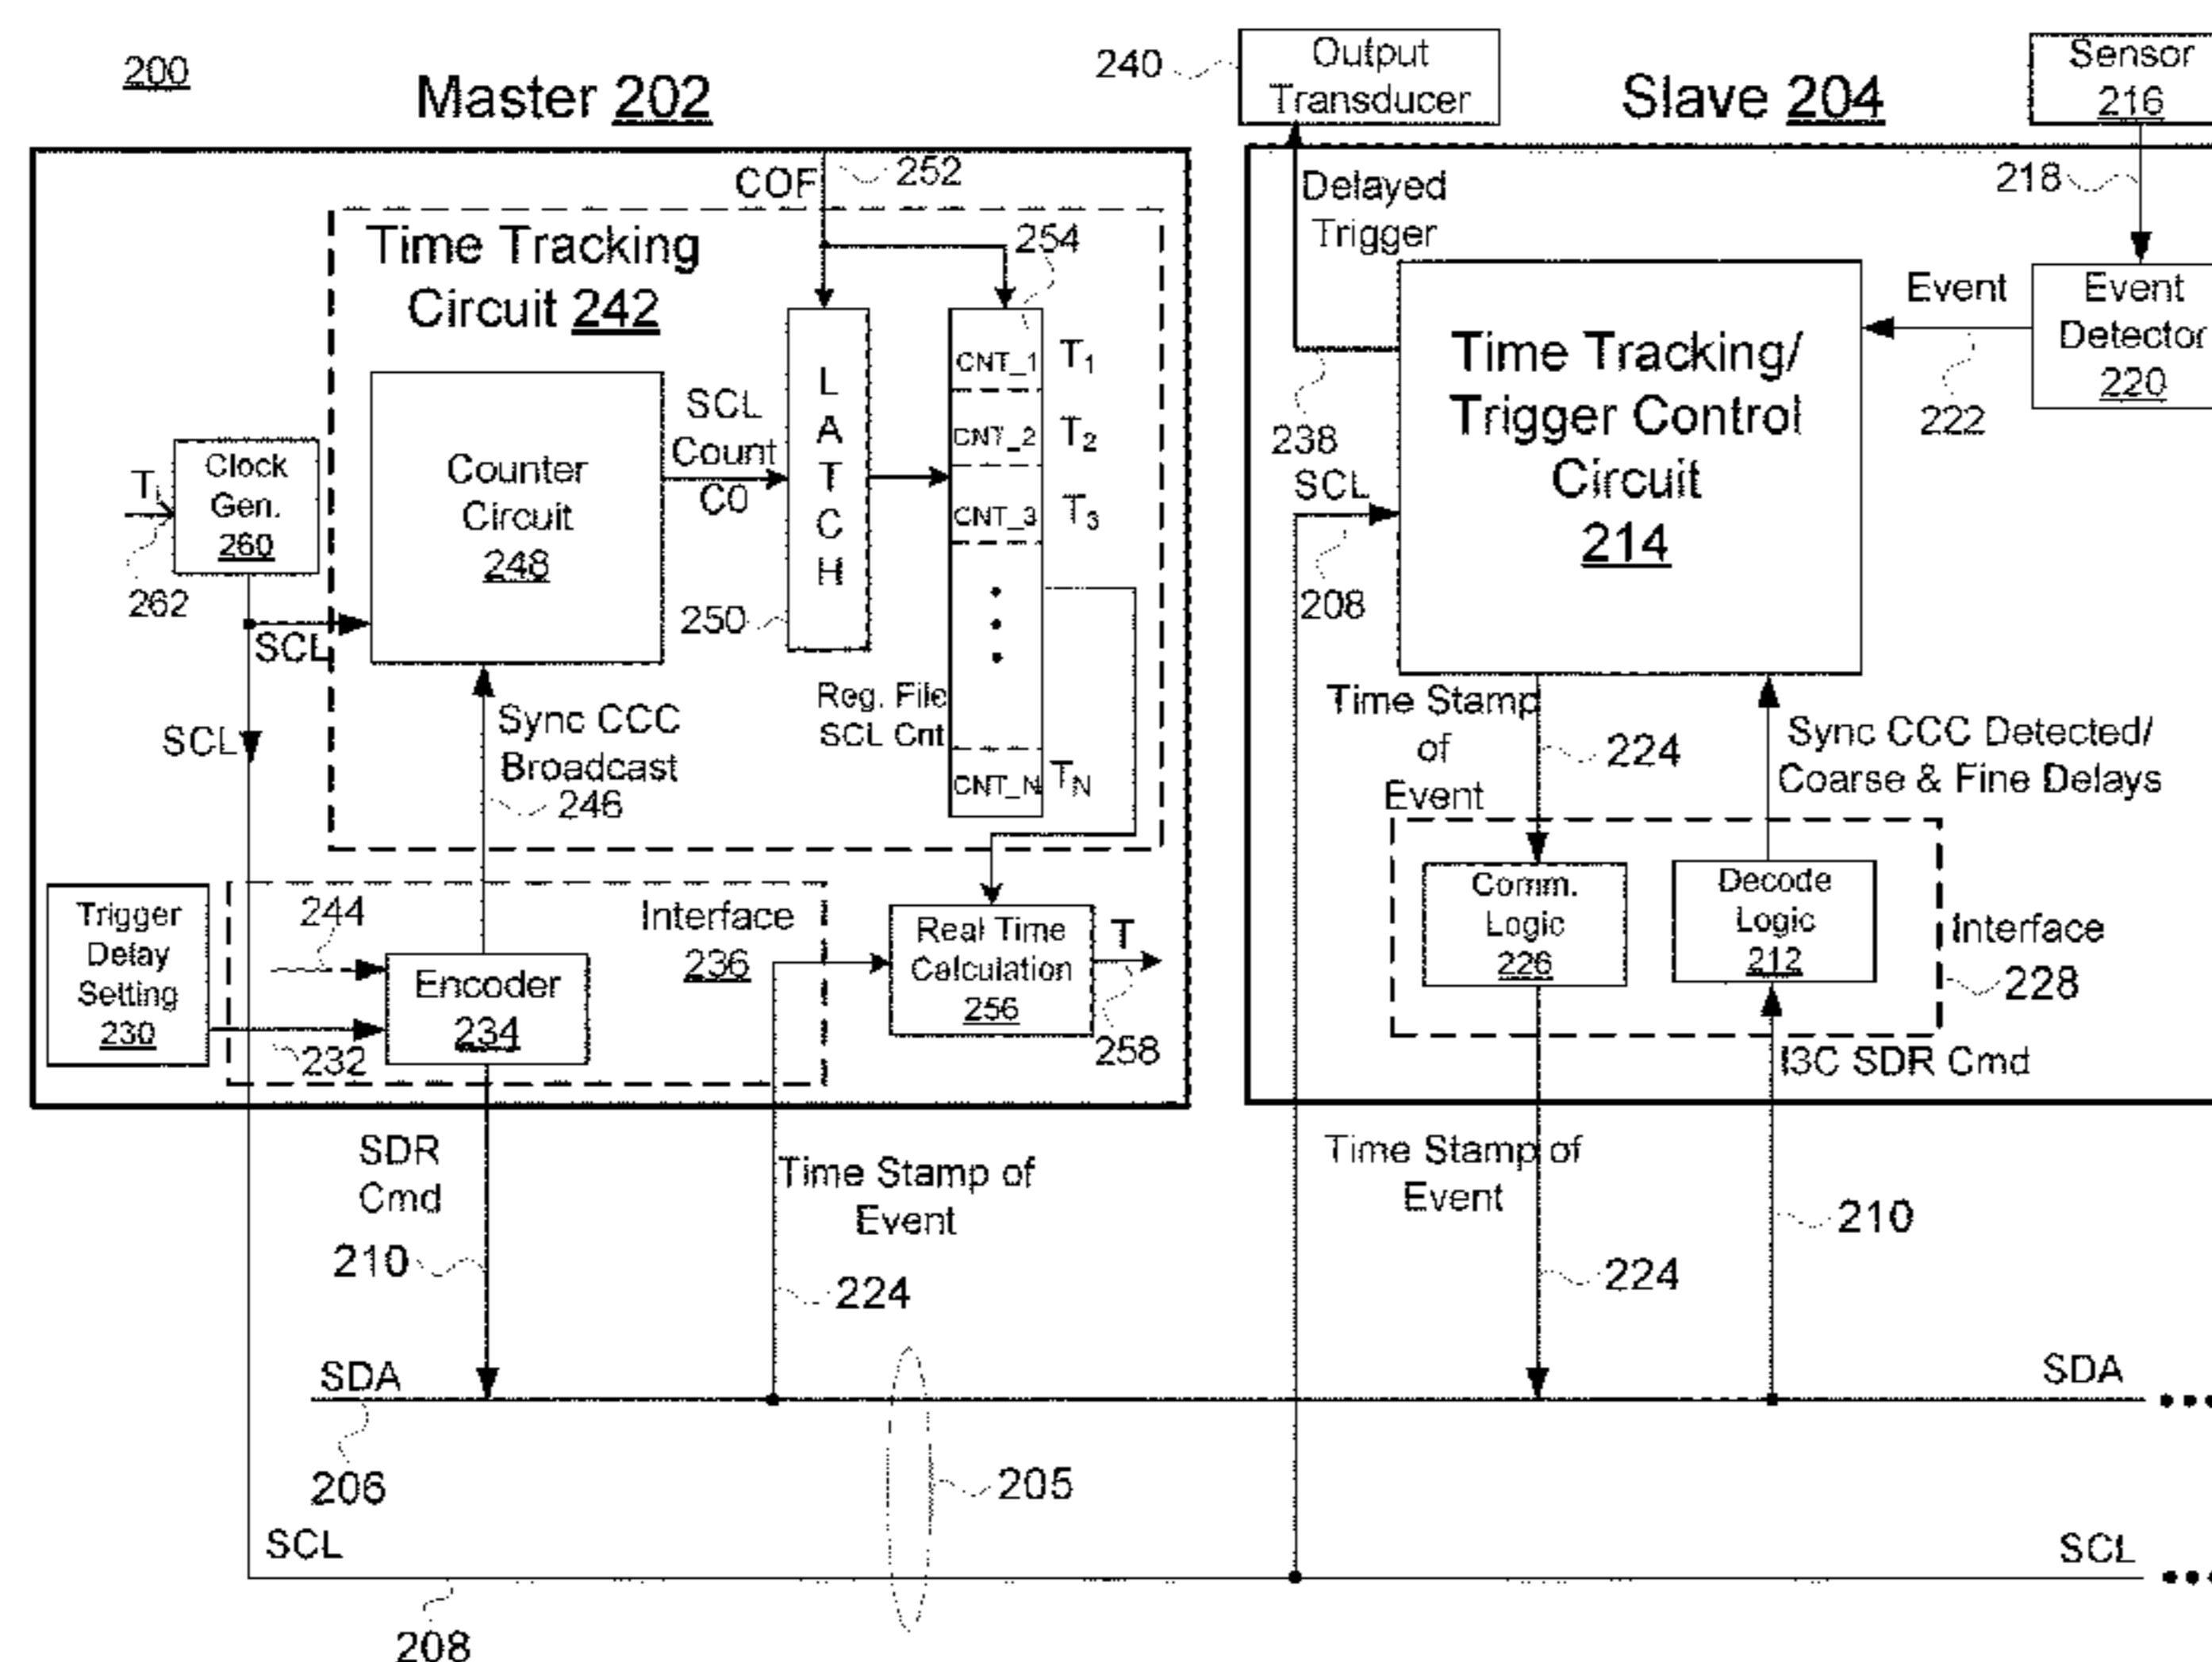 200
Master 202
240
Output
Transducer
Slave 204
Sensor
216
COF
252
Delayed
Trigger
218
Time Tracking
Circuit 242
254
Event
Event
Detector
220
222
CNT_1
T1
CNT_2
T2
CNT_3
T3
CNT_N
TN
Time Tracking/
Trigger Control
Circuit
214
238
SCL
208
Clock
Gen.
260
262
SCL
SCL
Counter
Circuit
248
SCL
Count
C0
L
A
T
C
H
250
Reg. File
SCL Cnt
Sync CCC
Broadcast
246
Time Stamp
of
Event
224
Sync CCC Detected/
Coarse & Fine Delays
Trigger
Delay
Setting
230
244
232
Encoder
234
Interface
236
Real Time
Calculation
256
T
258
Comm.
Logic
226
Decode
Logic
212
Interface
228
I3C SDR Cmd
SDR
Cmd
210
Time Stamp of
Event
224
Time Stamp of
Event
224
210
SDA
SDA
206
205
SCL
SCL
208